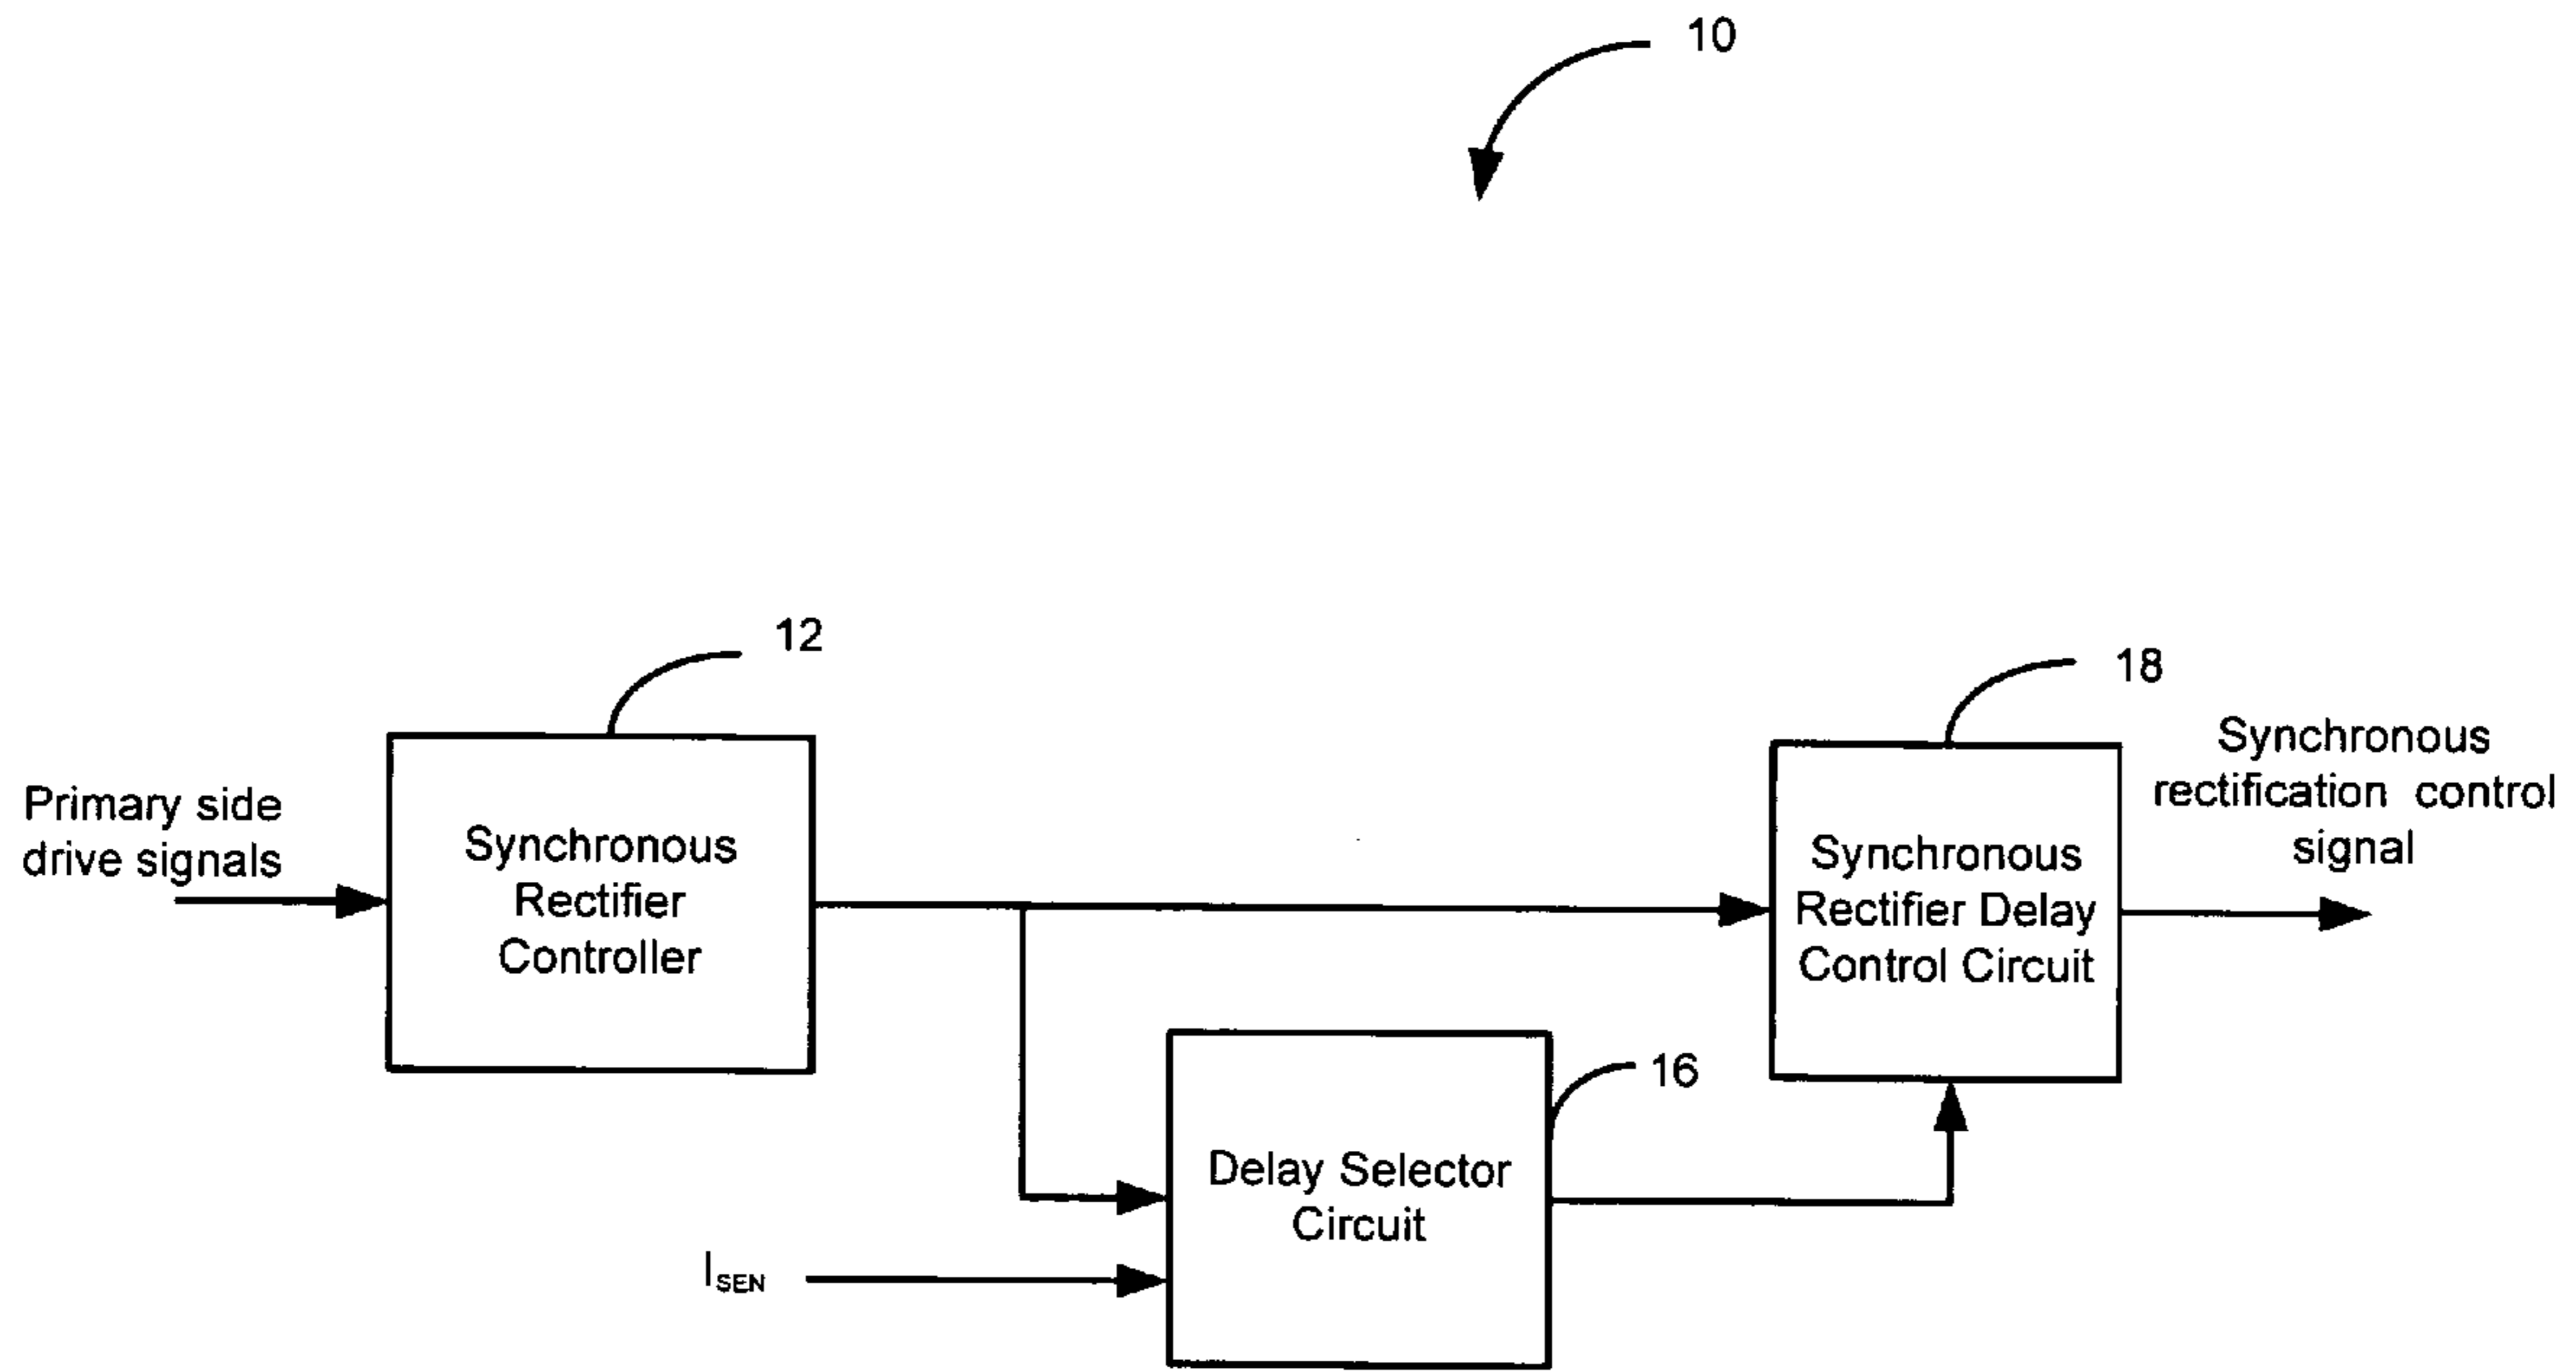 10
12
18
Synchronous
rectification control
signal
Primary side
drive signals
Synchronous
Rectifier
Controller
Synchronous
Rectifier Delay
Control Circuit
16
Delay Selector
Circuit
I_SEN